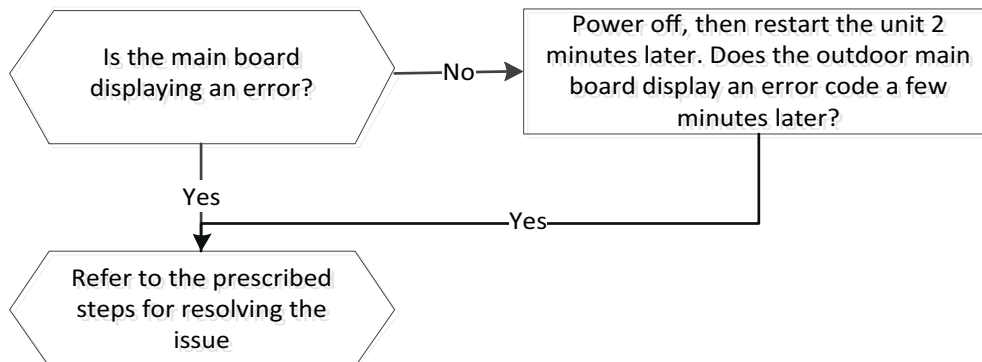 Is the main board
displaying an error?
No
Power off, then restart the unit 2
minutes later. Does the outdoor main
board display an error code a few
minutes later?
Yes
Yes
Refer to the prescribed
steps for resolving the
issue